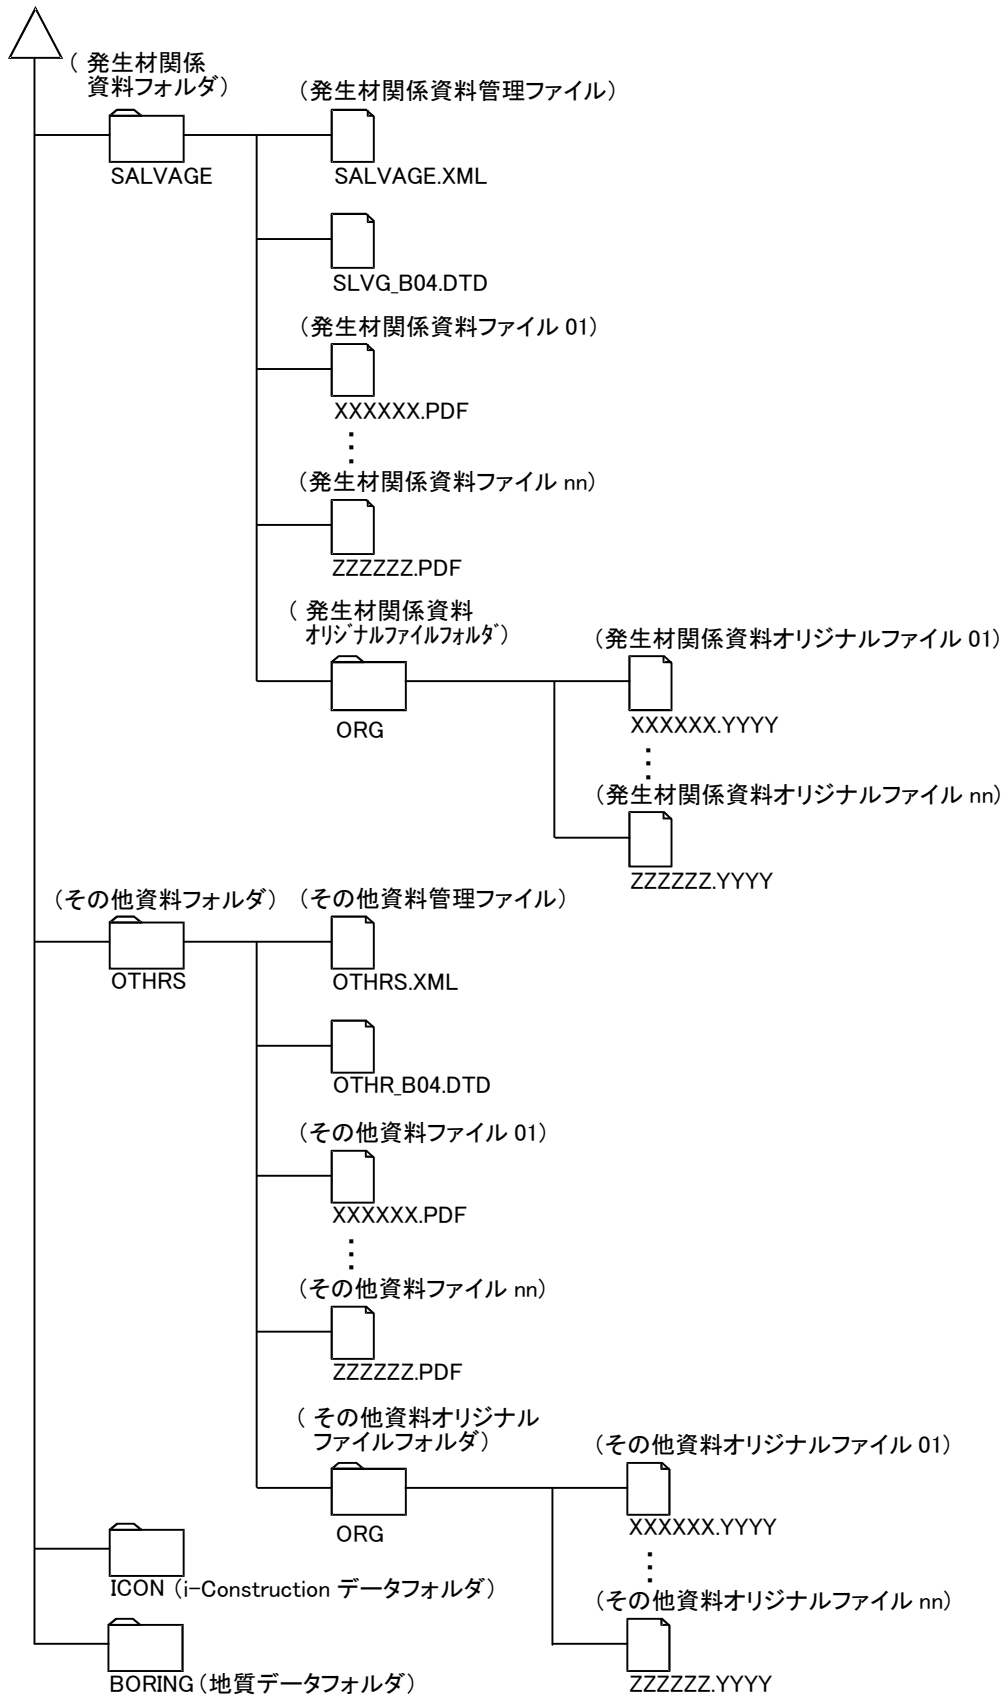 （発生材関係
資料フォルダ）
（発生材関係資料管理ファイル）
SALVAGE
SALVAGE.XML
SLVG_B04.DTD
（発生材関係資料ファイル 01）
XXXXXX.PDF
（発生材関係資料ファイル nn）
ZZZZZZ.PDF
（発生材関係資料
ｵﾘｼﾞﾅﾙﾌｧｲﾙﾌｫﾙﾀﾞ）
（発生材関係資料オリジナルファイル 01）
ORG
XXXXXX.YYYY
（発生材関係資料オリジナルファイル nn）
ZZZZZZ.YYYY
（その他資料フォルダ）
（その他資料管理ファイル）
OTHRS
OTHRS.XML
OTHR_B04.DTD
（その他資料ファイル 01）
XXXXXX.PDF
（その他資料ファイル nn）
ZZZZZZ.PDF
（その他資料オリジナル
ファイルフォルダ）
（その他資料オリジナルファイル 01）
ORG
XXXXXX.YYYY
ICON（i-Construction データフォルダ）
（その他資料オリジナルファイル nn）
BORING（地質データフォルダ）
ZZZZZZ.YYYY